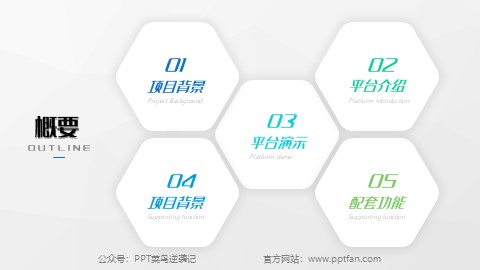 概要
OUTLINE
01
项目背景
Project Background
02
平台介绍
Platform Introduction
03
平台演示
Platform demo
04
项目背景
Supporting function
05
配套功能
Supporting function
公众号：PPT菜鸟逆袭记
官方网站：www.pptfan.com